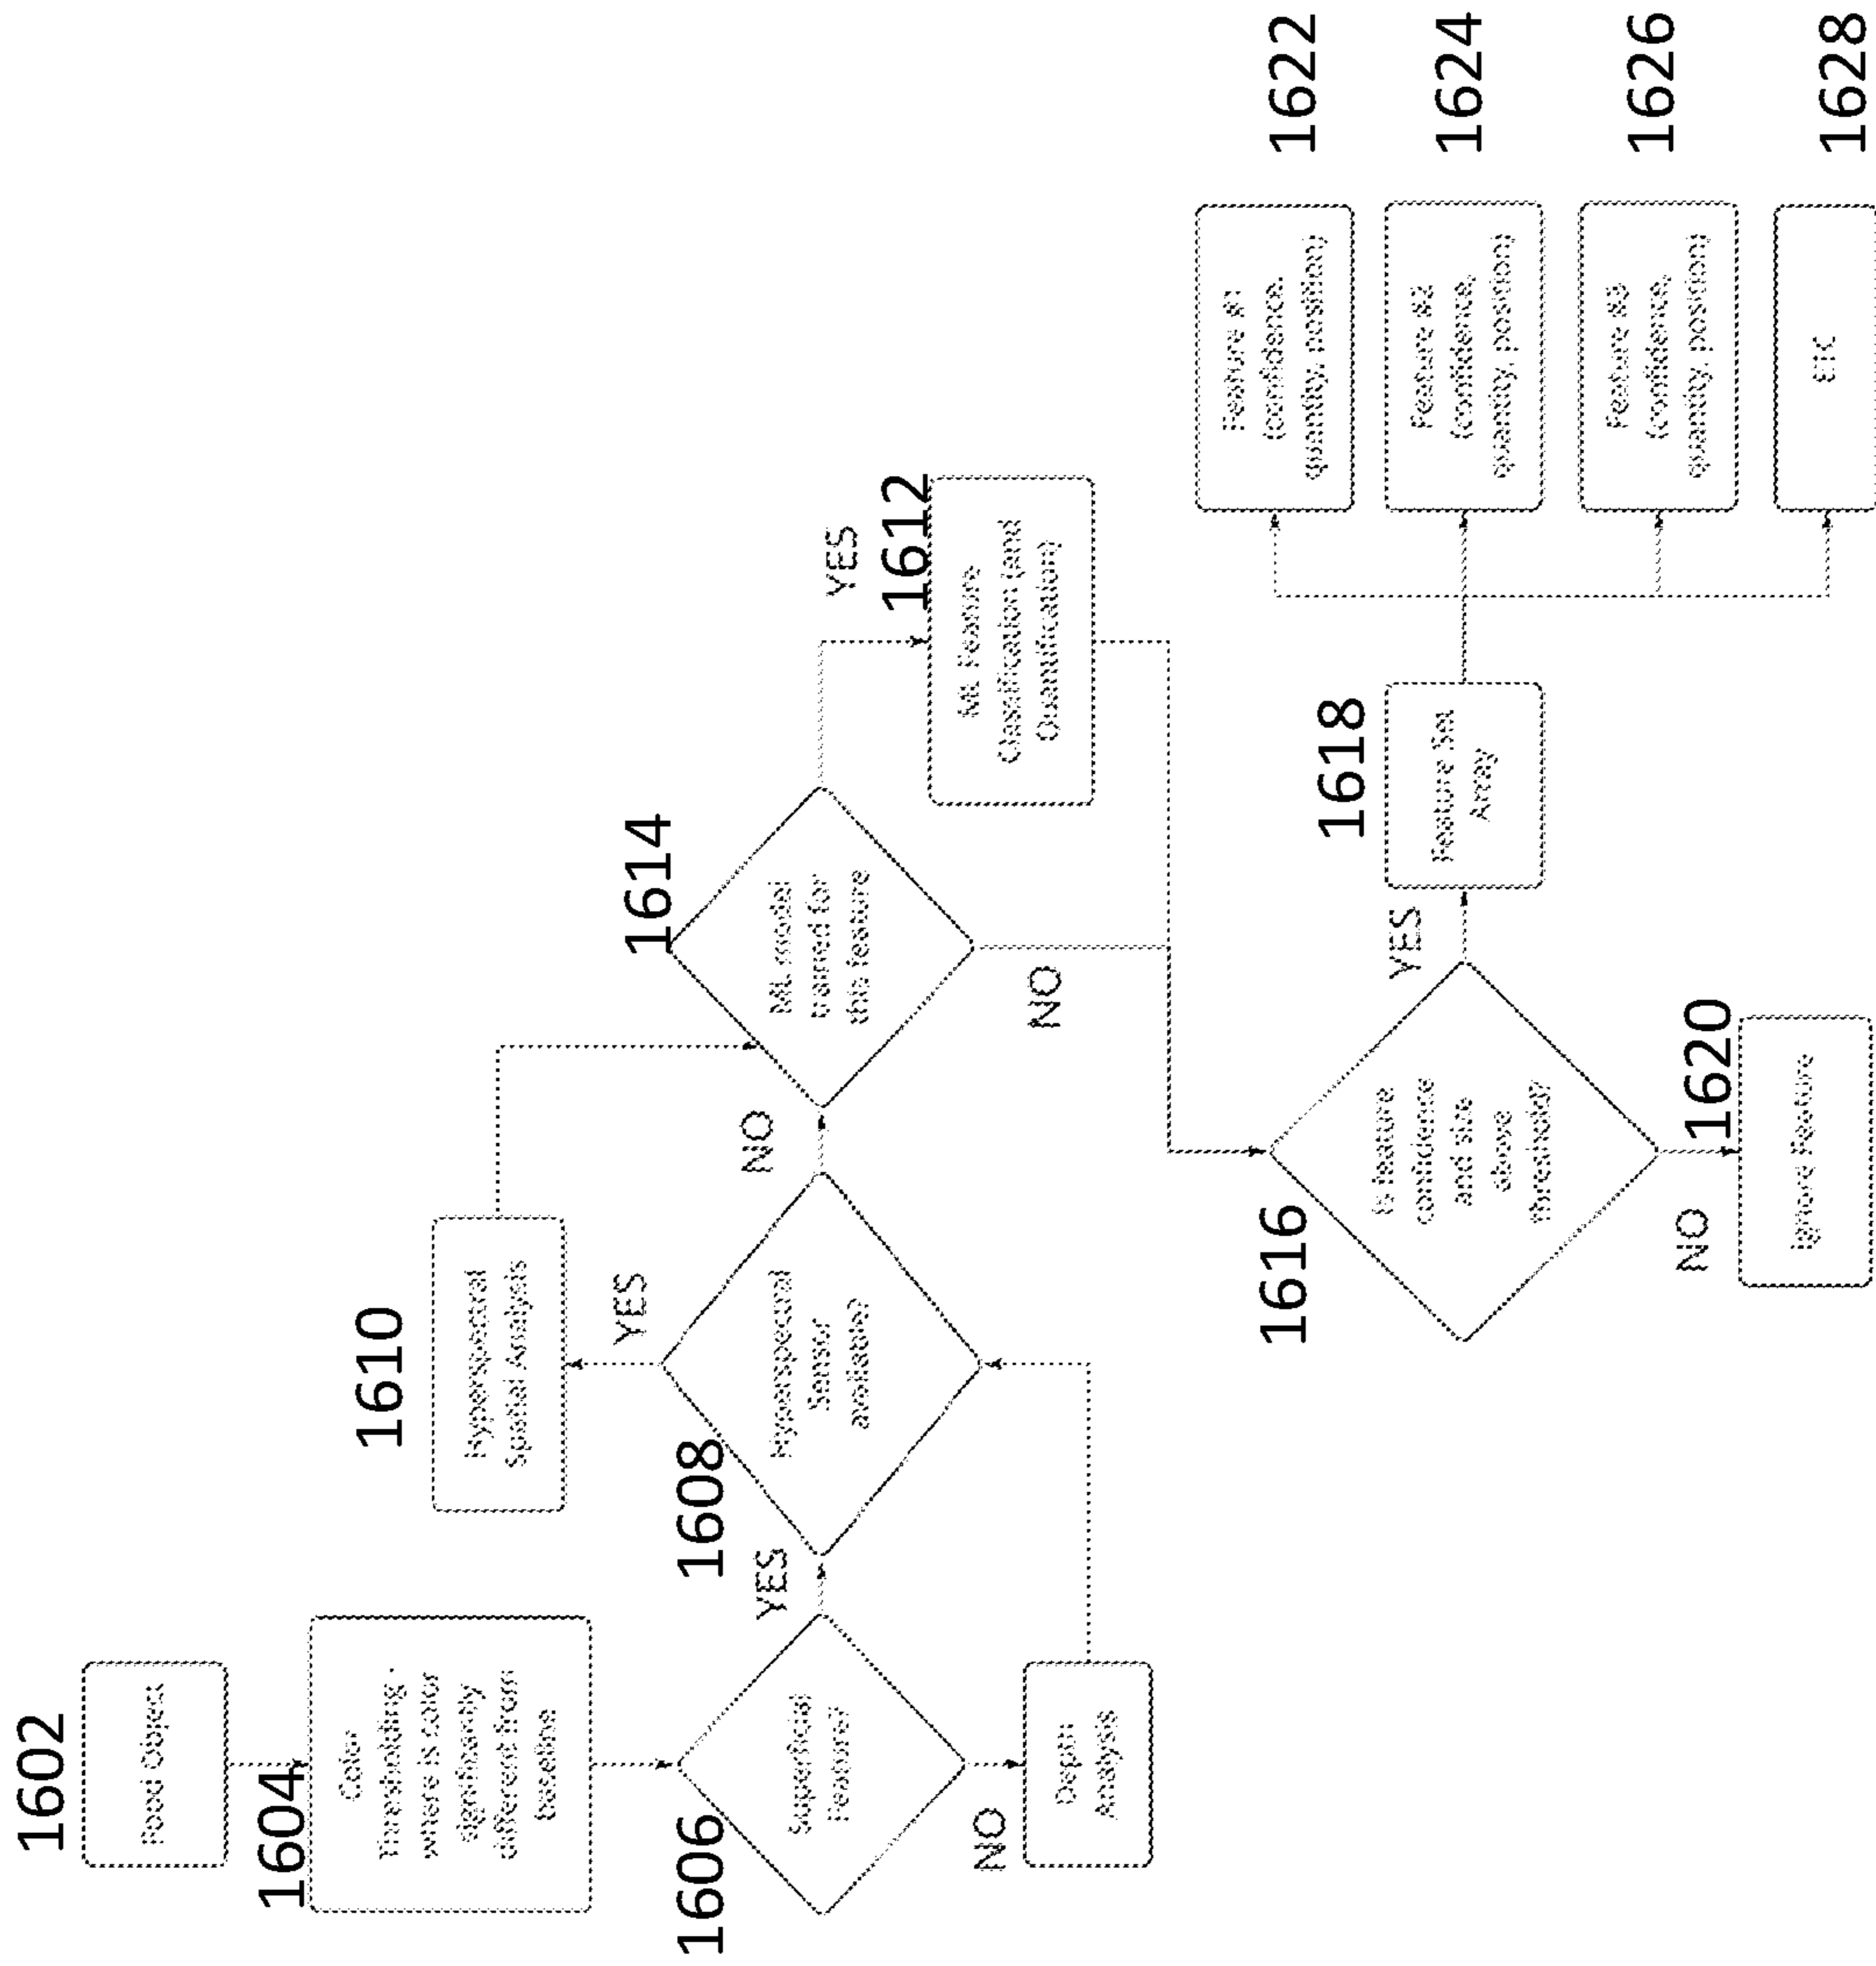 1602
Food Object
1604
Color
Thresholding -
where is color
significantly
different from
baseline
1606
Superficial
Feature?
YES
NO
Depth
Analysis
1608
Hyperspectral
Sensor
available?
YES
NO
1610
Hyperspectral
Spatial Analysis
1614
ML model
trained for
this feature
YES
NO
1612
ML Feature
Classification (and
Quantification)
1616
Is feature
confidence
and size
above
threshold?
YES
NO
1620
Ignore Feature
1618
Feature Set
Array
1622
Feature #1
(confidence,
quantity, position)
1624
Feature #2
(confidence,
quantity, position)
1626
Feature #3
(confidence,
quantity, position)
1628
ETC